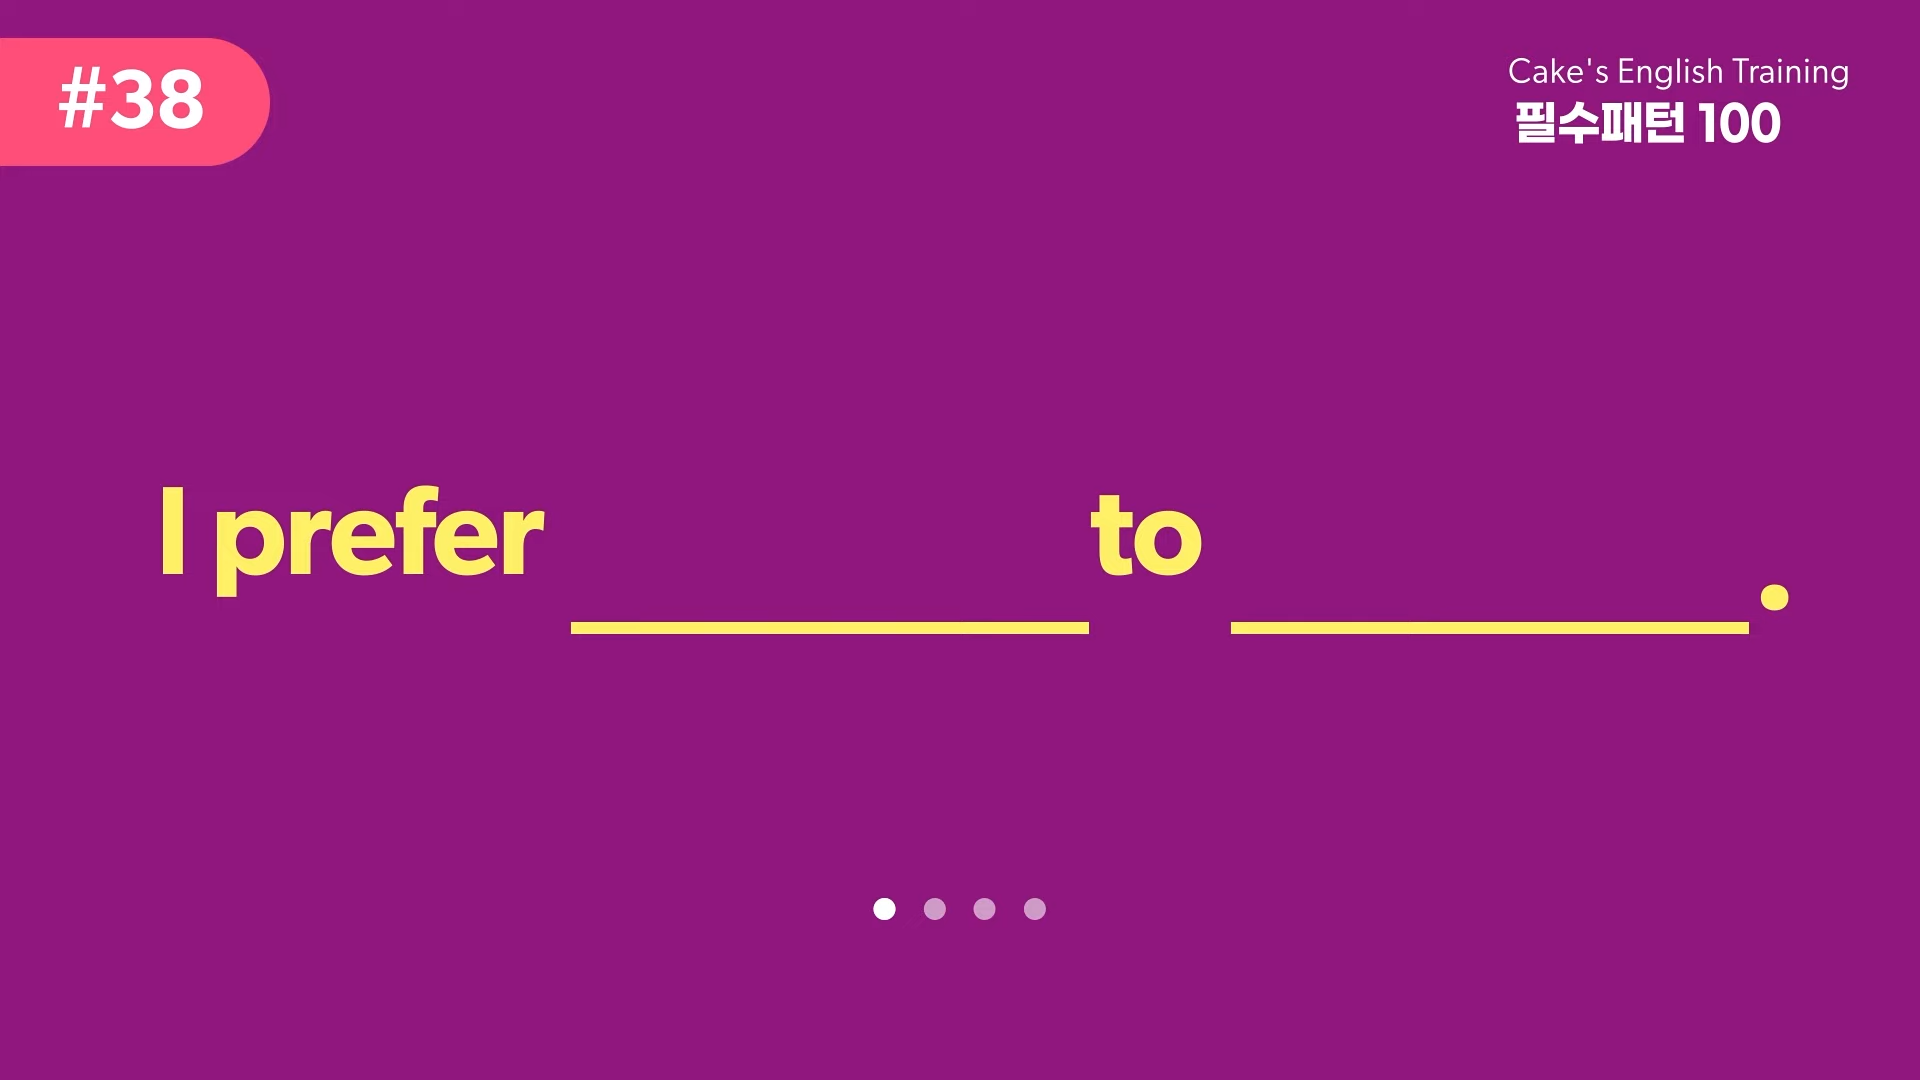 #38
Cake's English Training
필수패턴 100
I prefer ________ to ________.